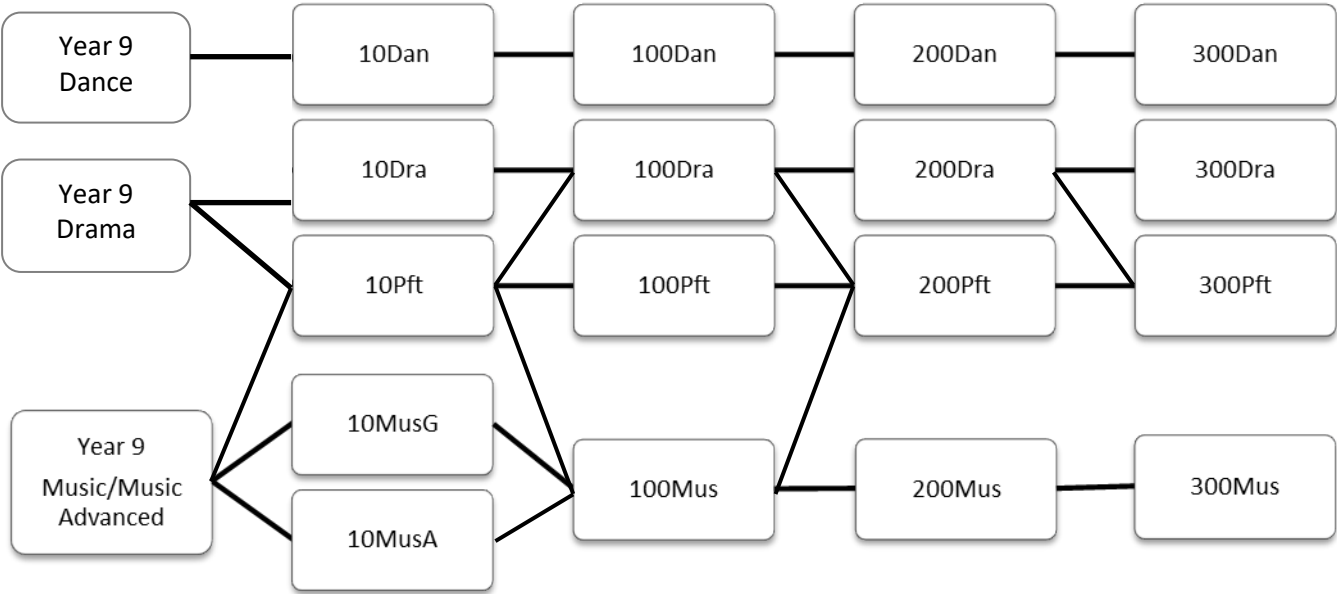 Year 9
Dance
10Dan
100Dan
200Dan
300Dan
Year 9
Drama
10Dra
100Dra
200Dra
300Dra
10Pft
100Pft
200Pft
300Pft
Year 9
Music/Music
Advanced
10MusG
10MusA
100Mus
200Mus
300Mus